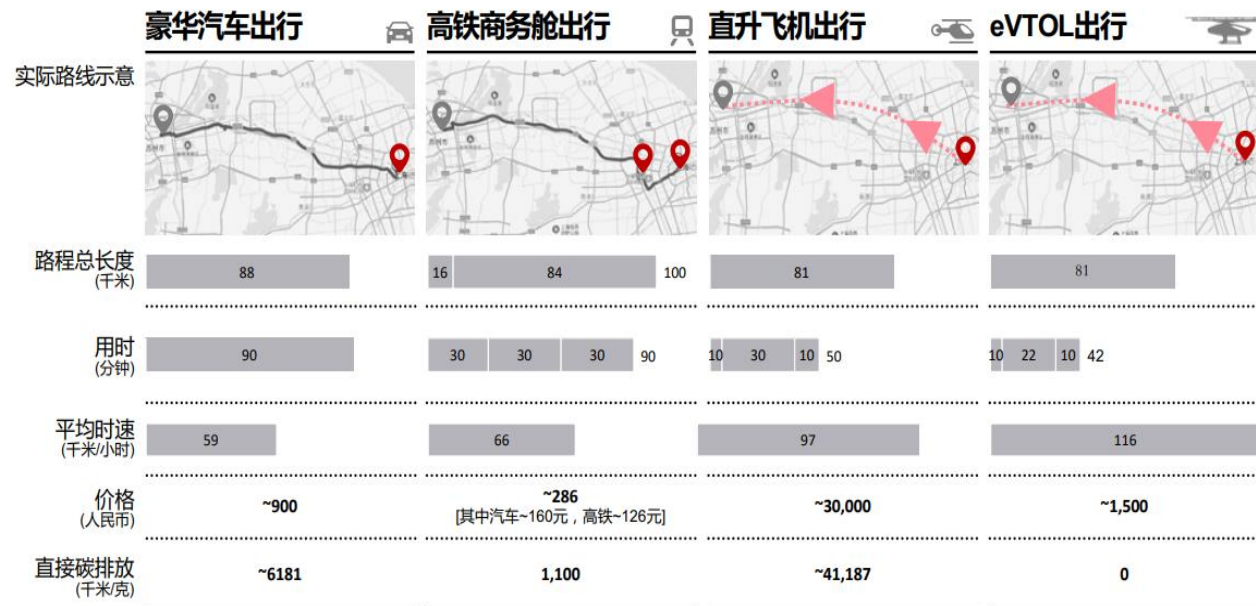 豪华汽车出行
高铁商务舱出行
直升飞机出行
eVTOL出行
实际路线示意
路程总长度
(千米)
88
16 84 100
81
81
用时
(分钟)
90
30 30 30 90
10 30 10 50
10 22 10 42
平均时速
(千米/小时)
59
66
97
116
价格
(人民币)
~900
~286
[其中汽车~160元，高铁~126元]
~30,000
~1,500
直接碳排放
(千米/克)
~6181
1,100
~41,187
0